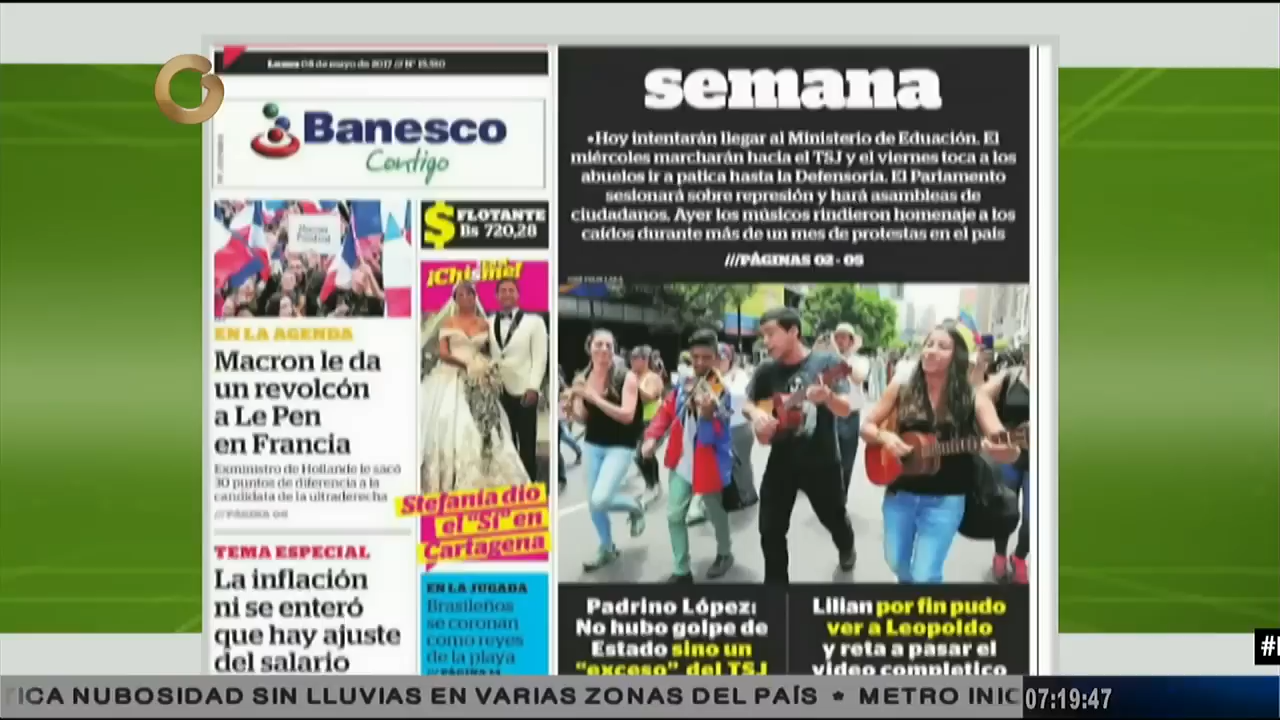 Lunes 08 de mayo de 2017 // N° 15.510
Banesco
Contigo
$ FLOTANTE
Bs 720,28
¡Chisme!
EN LA AGENDA
Macron le da
un revolcón
a Le Pen
en Francia
Exministro de Hollande le sacó
30 puntos de diferencia a la
candidata de la ultraderecha
///PÁGINA 08
TEMA ESPECIAL
La inflación
ni se enteró
que hay ajuste
del salario
Stefanía dio
el "Sí" en
Cartagena
EN LA JUGADA
Brasileños
se coronan
como reyes
de la playa
semana
•Hoy intentarán llegar al Ministerio de Eduación. El
miércoles marcharán hacia el TSJ y el viernes toca a los
abuelos ir a patica hasta la Defensoría. El Parlamento
sesionará sobre represión y hará asambleas de
ciudadanos. Ayer los músicos rindieron homenaje a los
caídos durante más de un mes de protestas en el país
///PÁGINAS 02 - 05
Padrino López:
No hubo golpe de
Estado sino un
"exceso" del TSJ
Lilian por fin pudo
ver a Leopoldo
y reta a pasar el
video completico
TICA NUBOSIDAD SIN LLUVIAS EN VARIAS ZONAS DEL PAÍS * METRO INIC
07:19:47